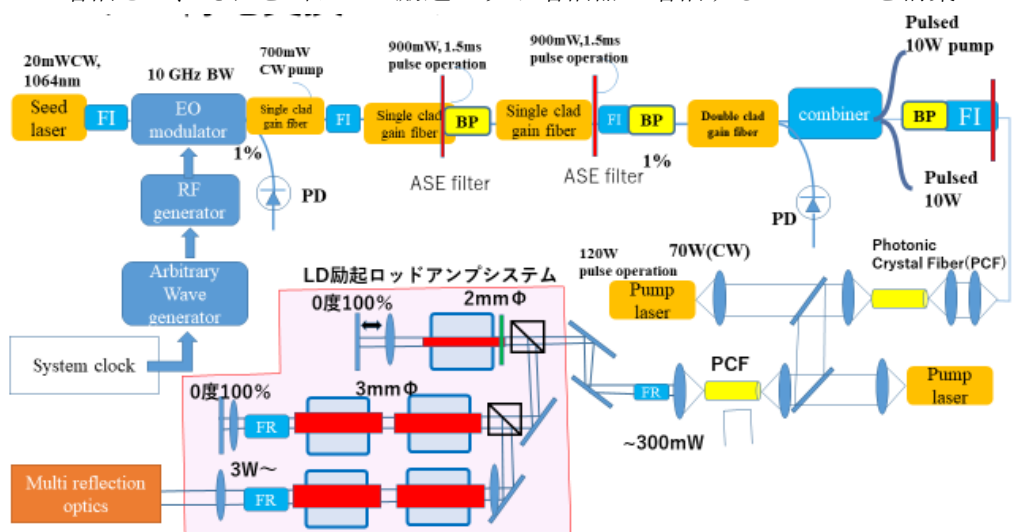 Pulsed
10W pump
20mWCW,
1064nm
10 GHz BW
700mW
CW pump
900mW, 1.5ms
pulse operation
900mW,1.5ms
pulse operation
Seed
laser
FI
EO
modulator
Single clad
gain fiber
FI
Single clad
gain fiber
BP
Single clad
gain fiber
FI
BP
Double clad
gain fiber
combiner
BP
FI
1%
PD
ASE filter
ASE filter
1%
PD
Pulsed
10W
RF
generator
Arbitrary
Wave
generator
System clock
LD励起ロッドアンプシステム
0度100%
2mmΦ
120W
pulse operation
70W(CW)
Pump
laser
Photonic
Crystal Fiber(PCF)
0度100%
3mmΦ
FR
FR
PCF
Pump
laser
~300mW
3W～
FR
Multi reflection
optics